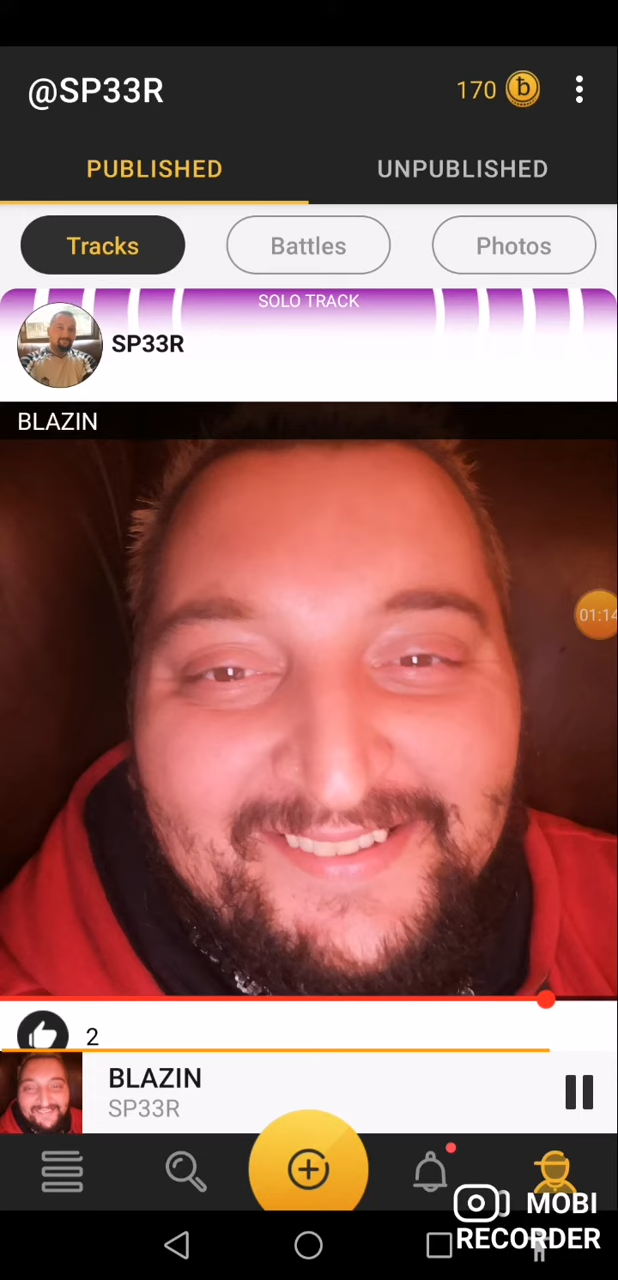 @SP33R
170
PUBLISHED
UNPUBLISHED
Tracks
Battles
Photos
SOLO TRACK
SP33R
BLAZIN
01:14
2
BLAZIN
SP33R
MOBI
RECORDER